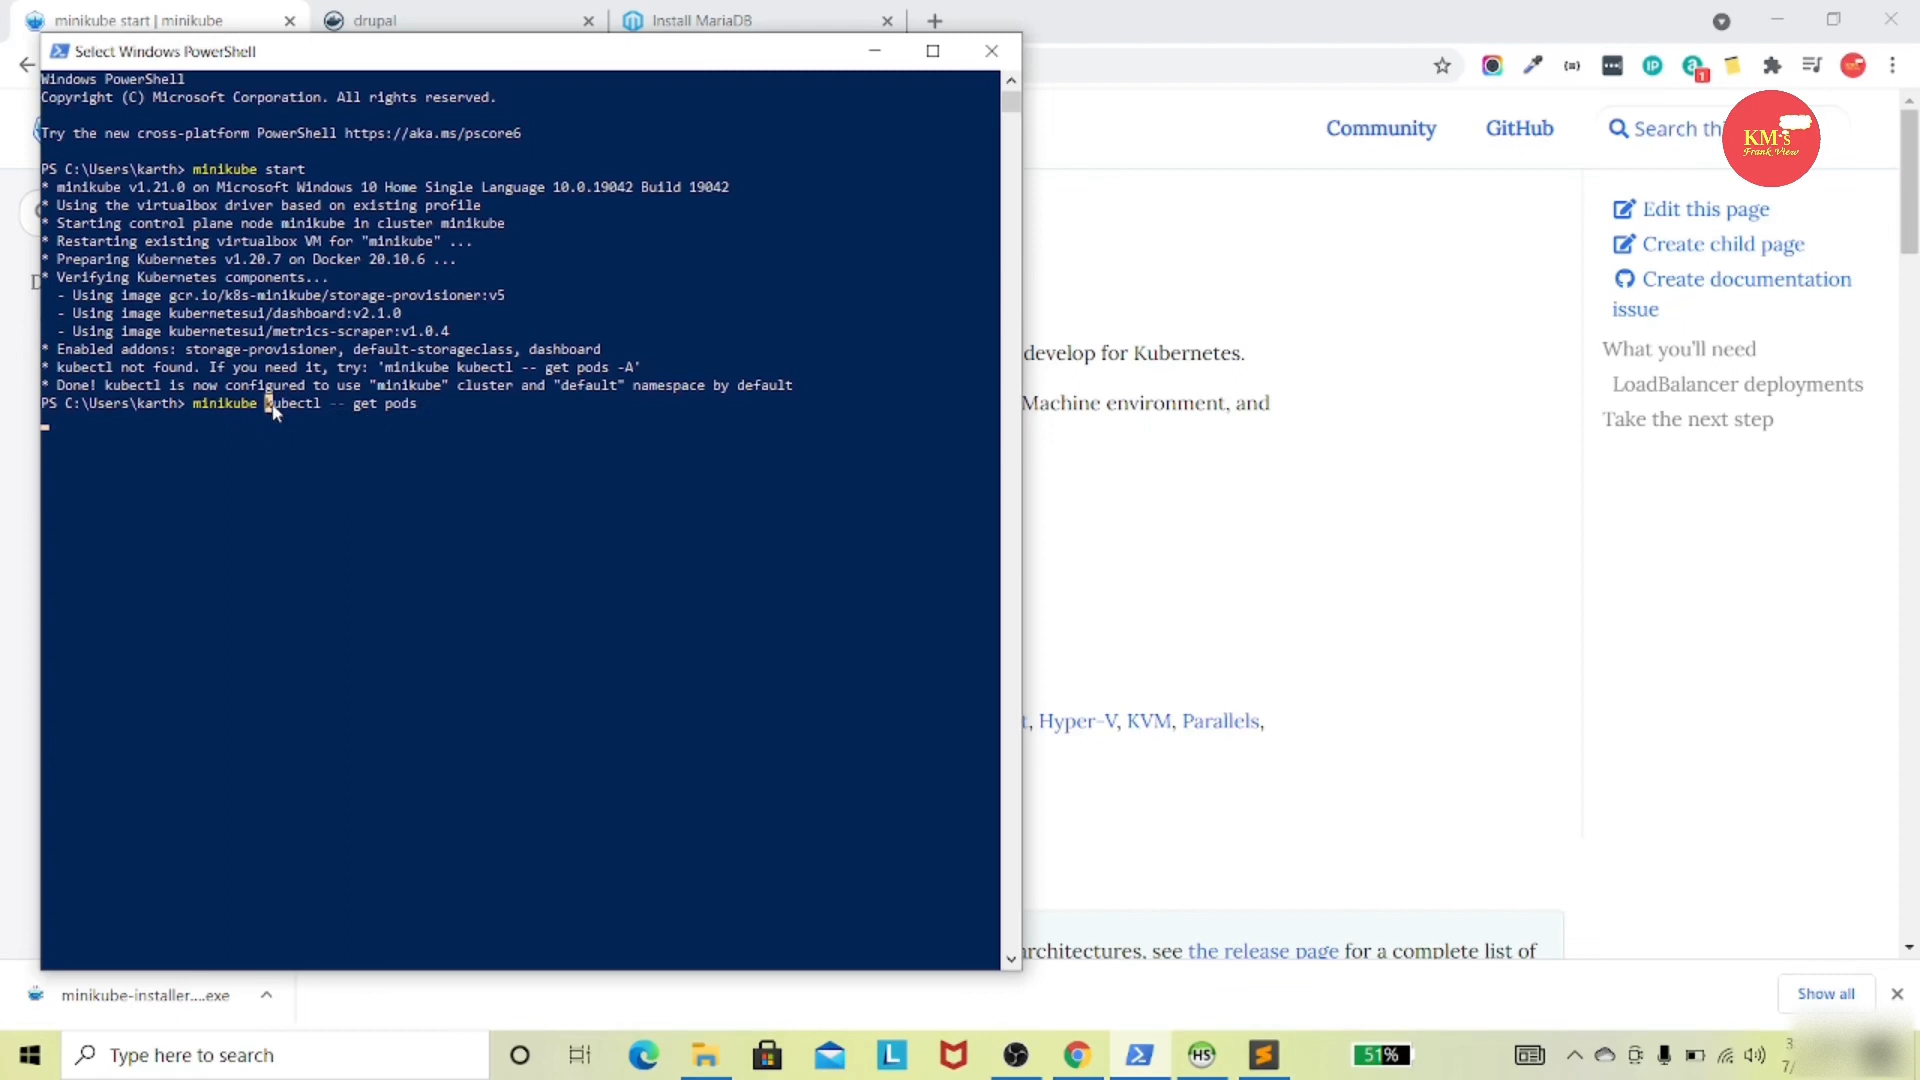 minikube start | minikube
drupal
Install MariaDB
Select Windows PowerShell
Windows PowerShell
Copyright (C) Microsoft Corporation. All rights reserved.
Try the new cross-platform PowerShell https://aka.ms/pscore6
PS C:\Users\karth> minikube start
* minikube v1.21.0 on Microsoft Windows 10 Home Single Language 10.0.19042 Build 19042
* Using the virtualbox driver based on existing profile
* Starting control plane node minikube in cluster minikube
* Restarting existing virtualbox VM for "minikube" ...
* Preparing Kubernetes v1.20.7 on Docker 20.10.6 ...
* Verifying Kubernetes components...
- Using image gcr.io/k8s-minikube/storage-provisioner:v5
- Using image kubernetesui/dashboard:v2.1.0
- Using image kubernetesui/metrics-scraper:v1.0.4
* Enabled addons: storage-provisioner, default-storageclass, dashboard
* kubectl not found. If you need it, try: 'minikube kubectl -- get pods -A'
* Done! kubectl is now configured to use "minikube" cluster and "default" namespace by default
PS C:\Users\karth> minikube kubectl -- get pods
Community
GitHub
Search thi
KM's
Frank View
Edit this page
Create child page
Create documentation
issue
What you'll need
LoadBalancer deployments
Take the next step
develop for Kubernetes.
Machine environment, and
t, Hyper-V, KVM, Parallels,
rchitectures, see the release page for a complete list of
minikube-installer....exe
Show all
Type here to search
51%
3
7/